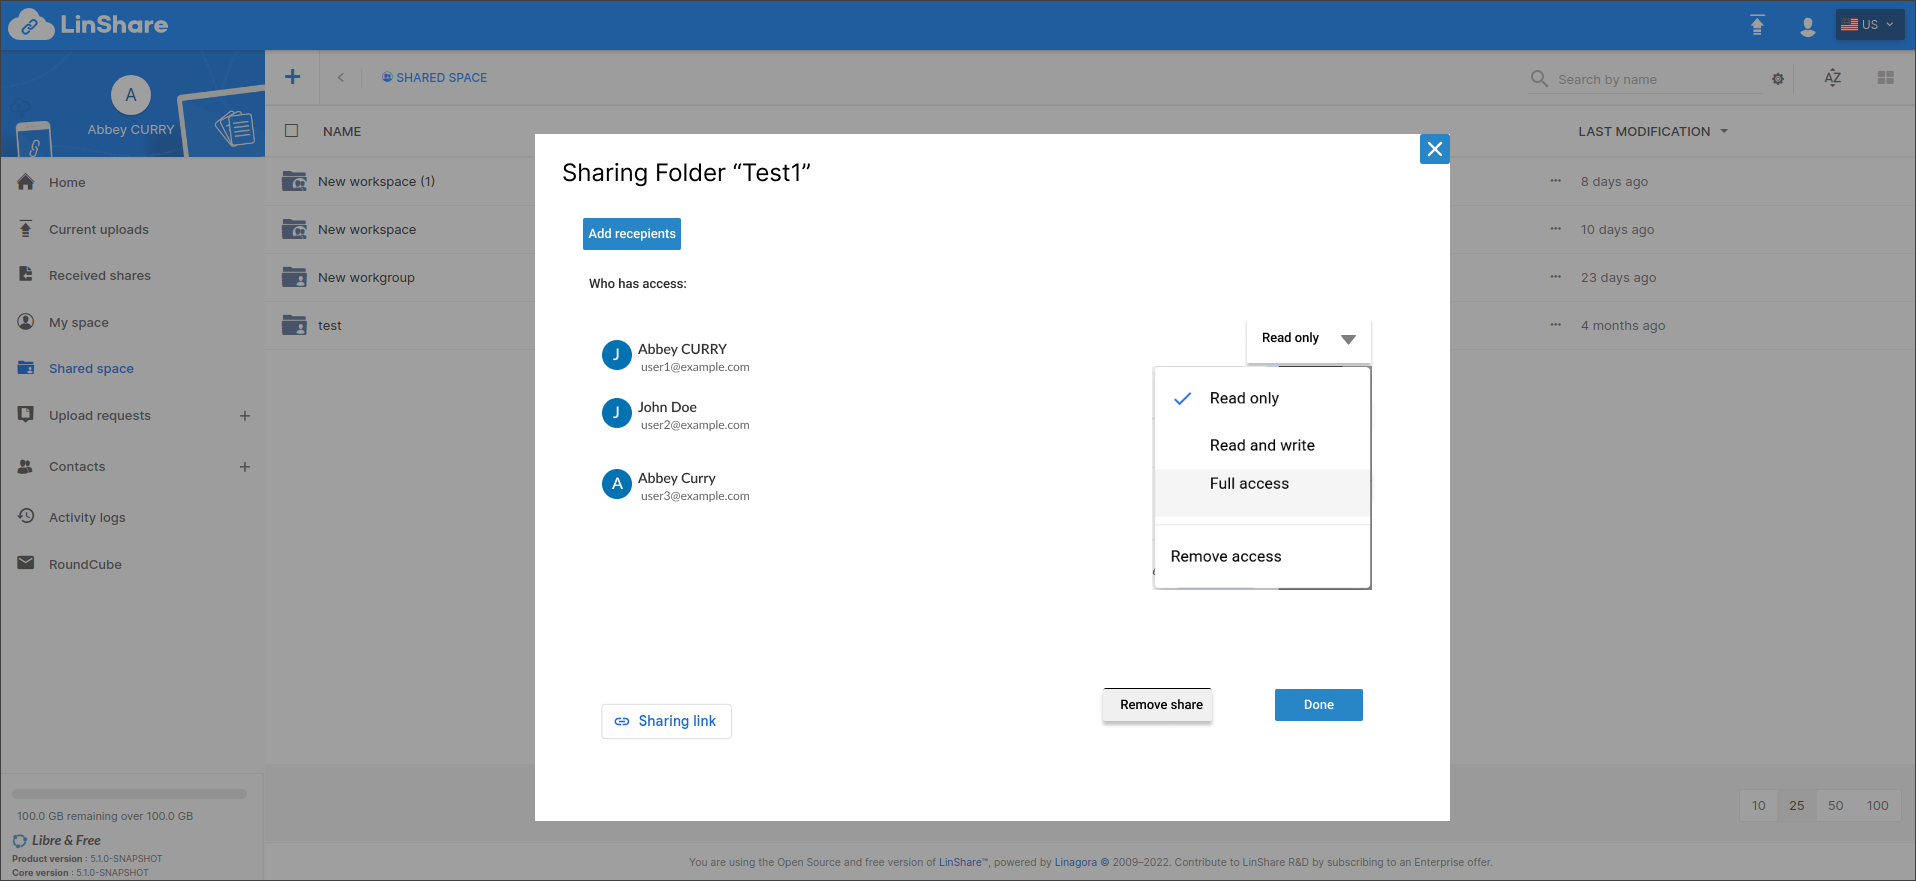 LinShare
US
A
Abbey CURRY
+
SHARED SPACE
Search by name
AZ
NAME
LAST MODIFICATION
Home
Current uploads
Received shares
My space
Shared space
Upload requests +
Contacts +
Activity logs
RoundCube
New workspace (1)
8 days ago
New workspace
10 days ago
New workgroup
23 days ago
test
4 months ago
Sharing Folder “Test1”
Add recepients
Who has access:
J
Abbey CURRY
user1@example.com
J
John Doe
user2@example.com
A
Abbey Curry
user3@example.com
Read only
Read only
Read and write
Full access
Remove access
Sharing link
Remove share
Done
100.0 GB remaining over 100.0 GB
Libre & Free
Product version : 5.1.0-SNAPSHOT
Core version : 5.1.0-SNAPSHOT
10 25 50 100
You are using the Open Source and free version of LinShare™, powered by Linagora © 2009–2022. Contribute to LinShare R&D by subscribing to an Enterprise offer.